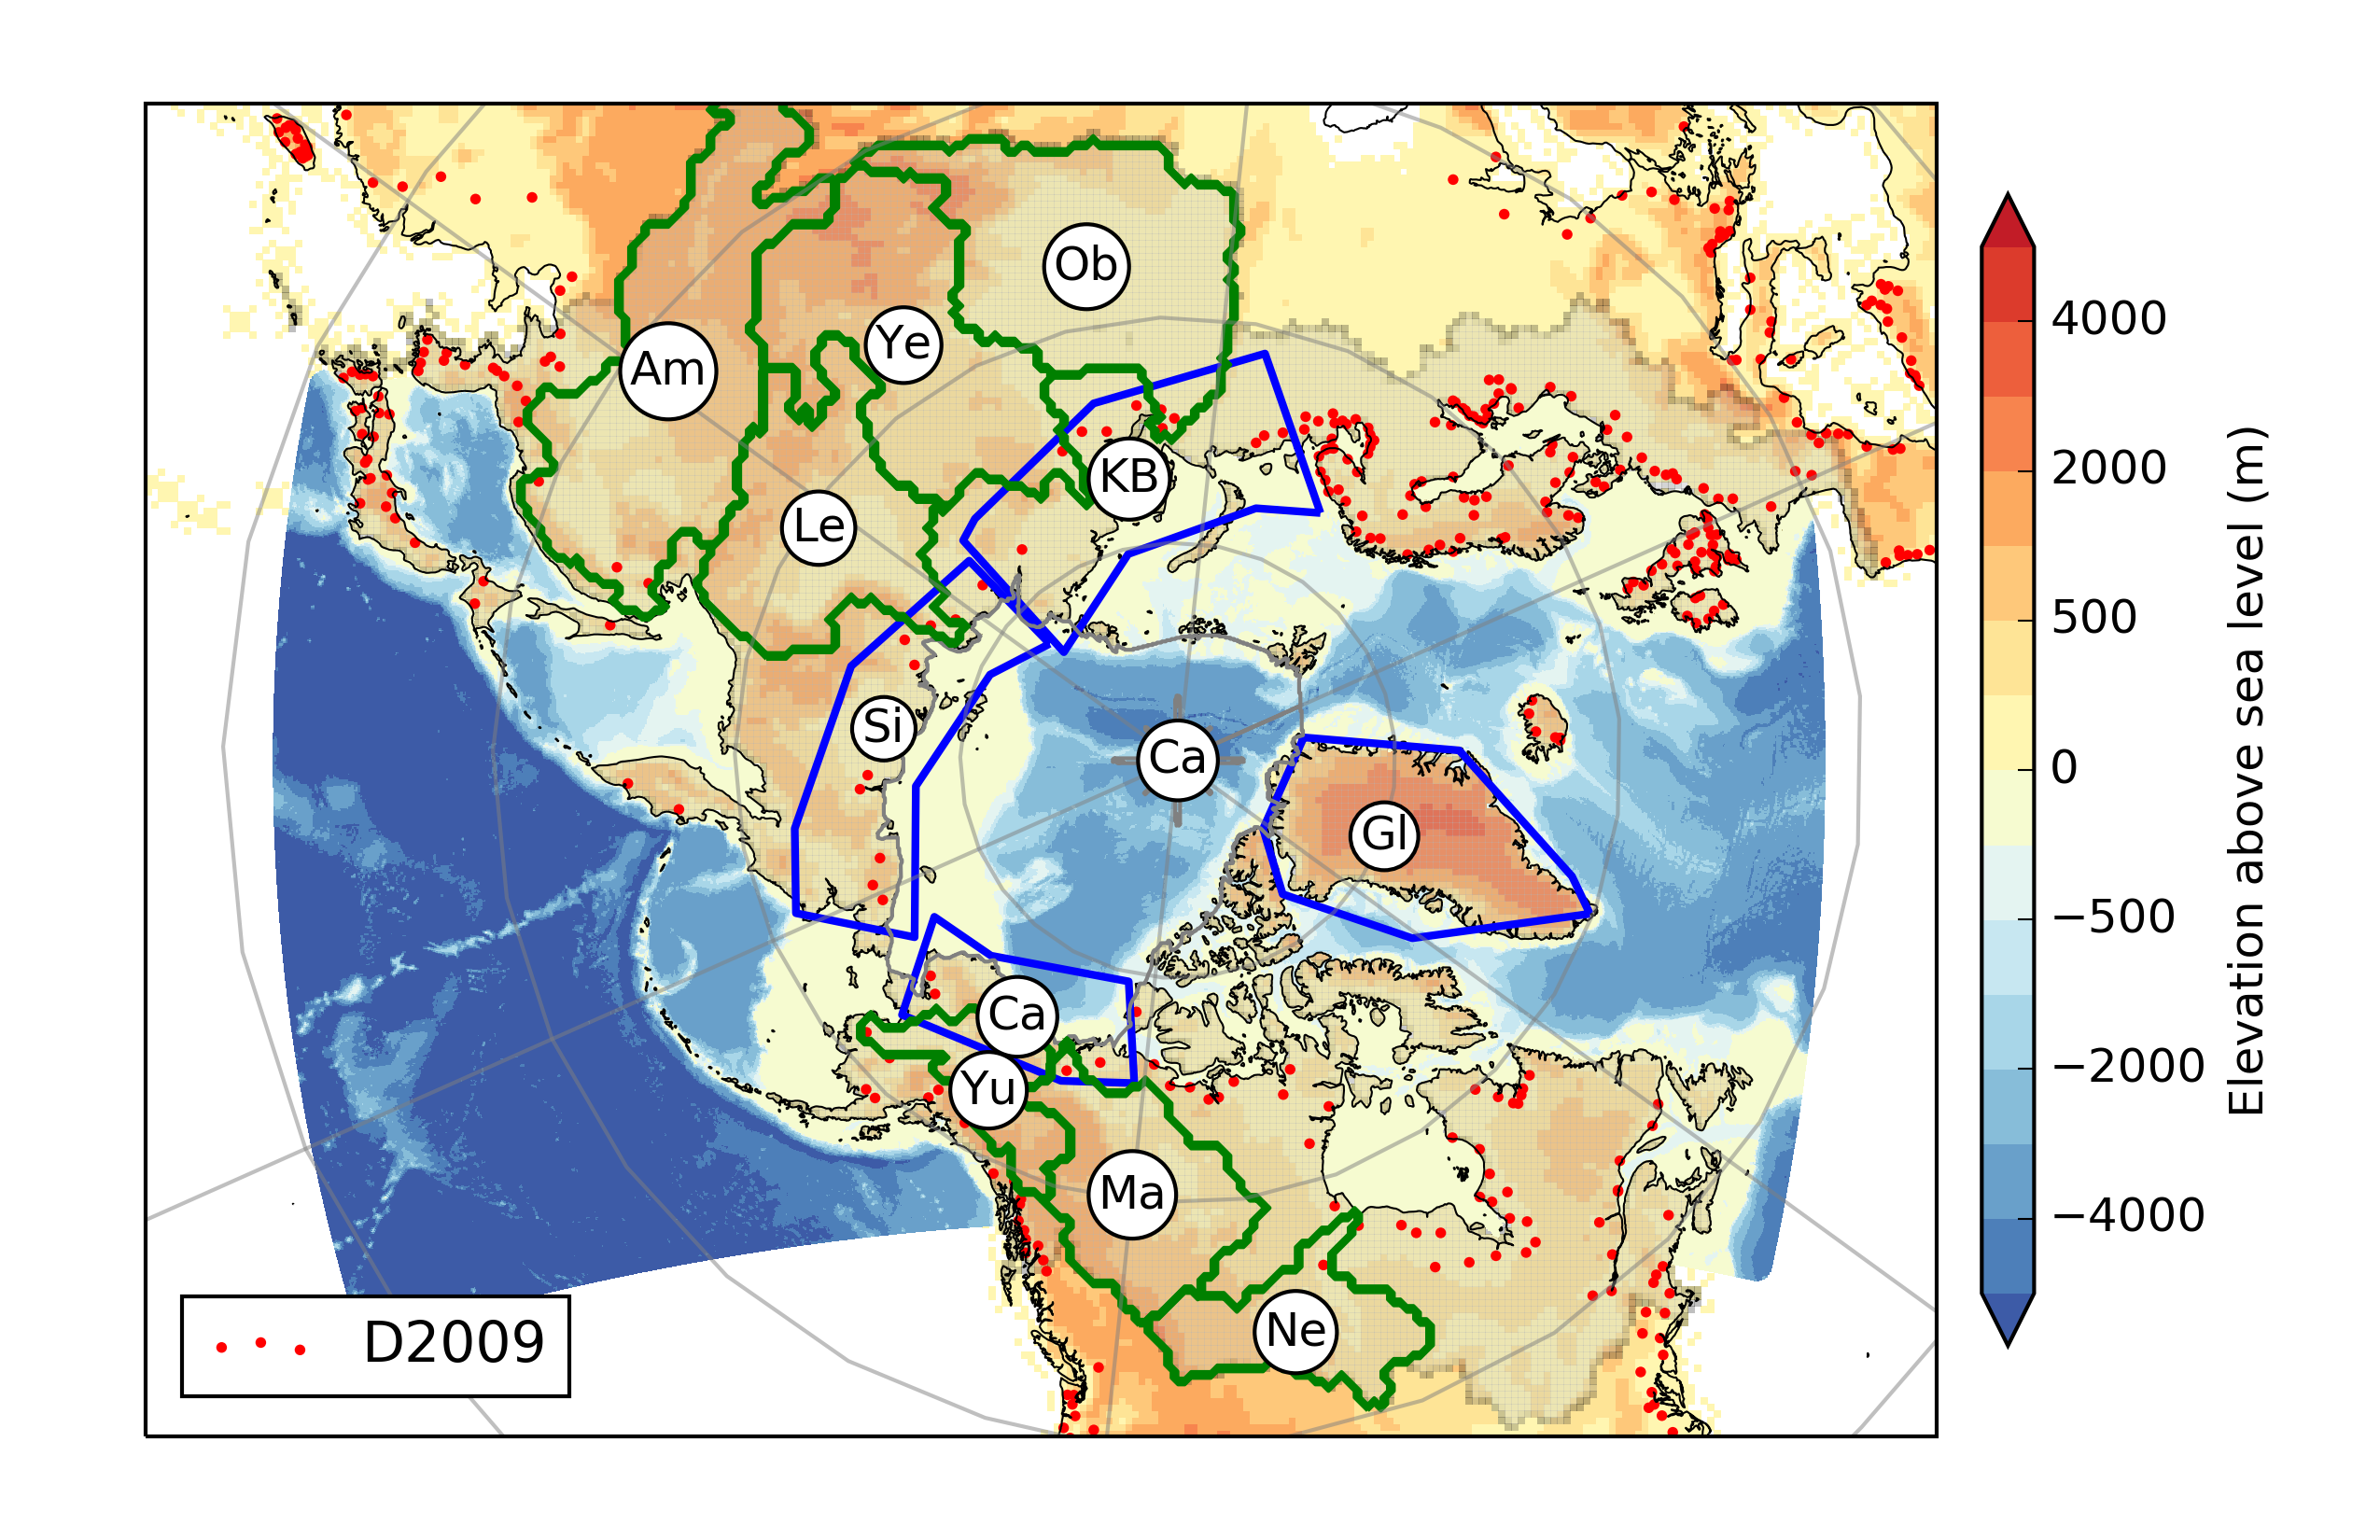 Ob
Ye
Am
KB
Le
Si
Ca
Gl
Ca
Yu
Ma
Ne
D2009
4000
2000
500
0
−500
−2000
−4000
Elevation above sea level (m)